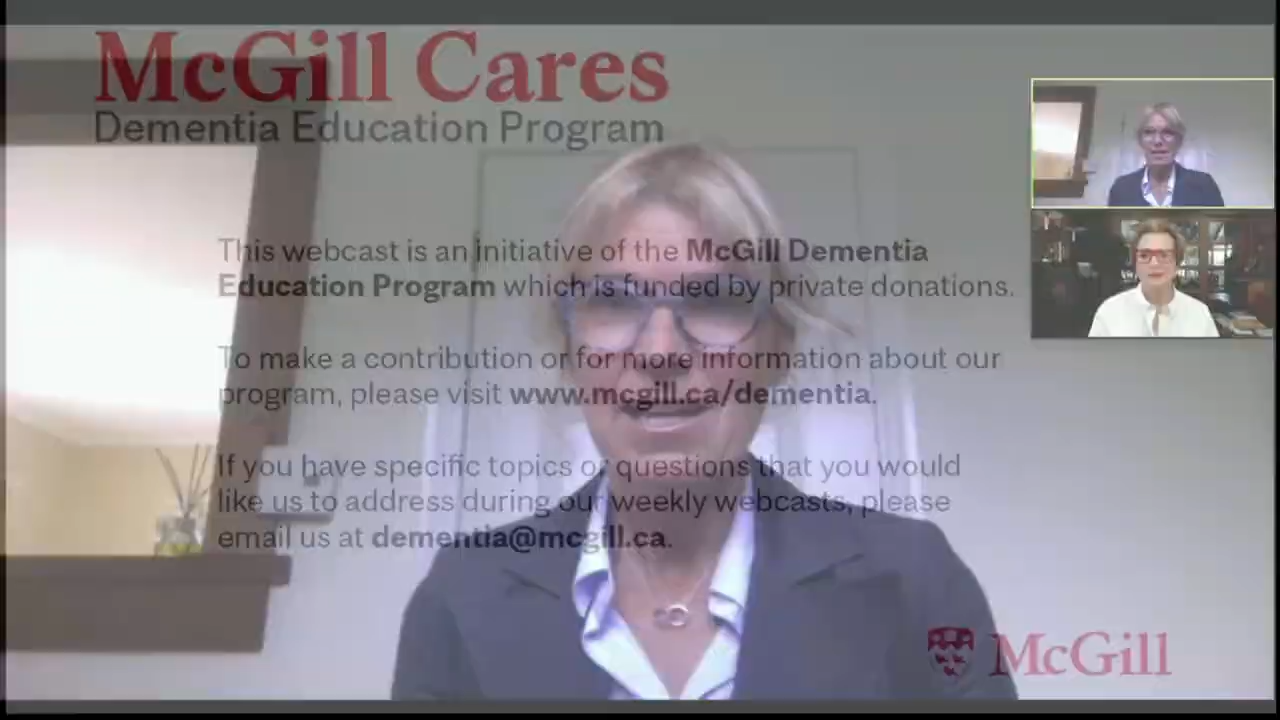 McGill Cares
Dementia Education Program
This webcast is an initiative of the McGill Dementia
Education Program which is funded by private donations.
To make a contribution or for more information about our
program, please visit www.mcgill.ca/dementia.
If you have specific topics or questions that you would
like us to address during our weekly webcasts, please
email us at dementia@mcgill.ca.
McGill